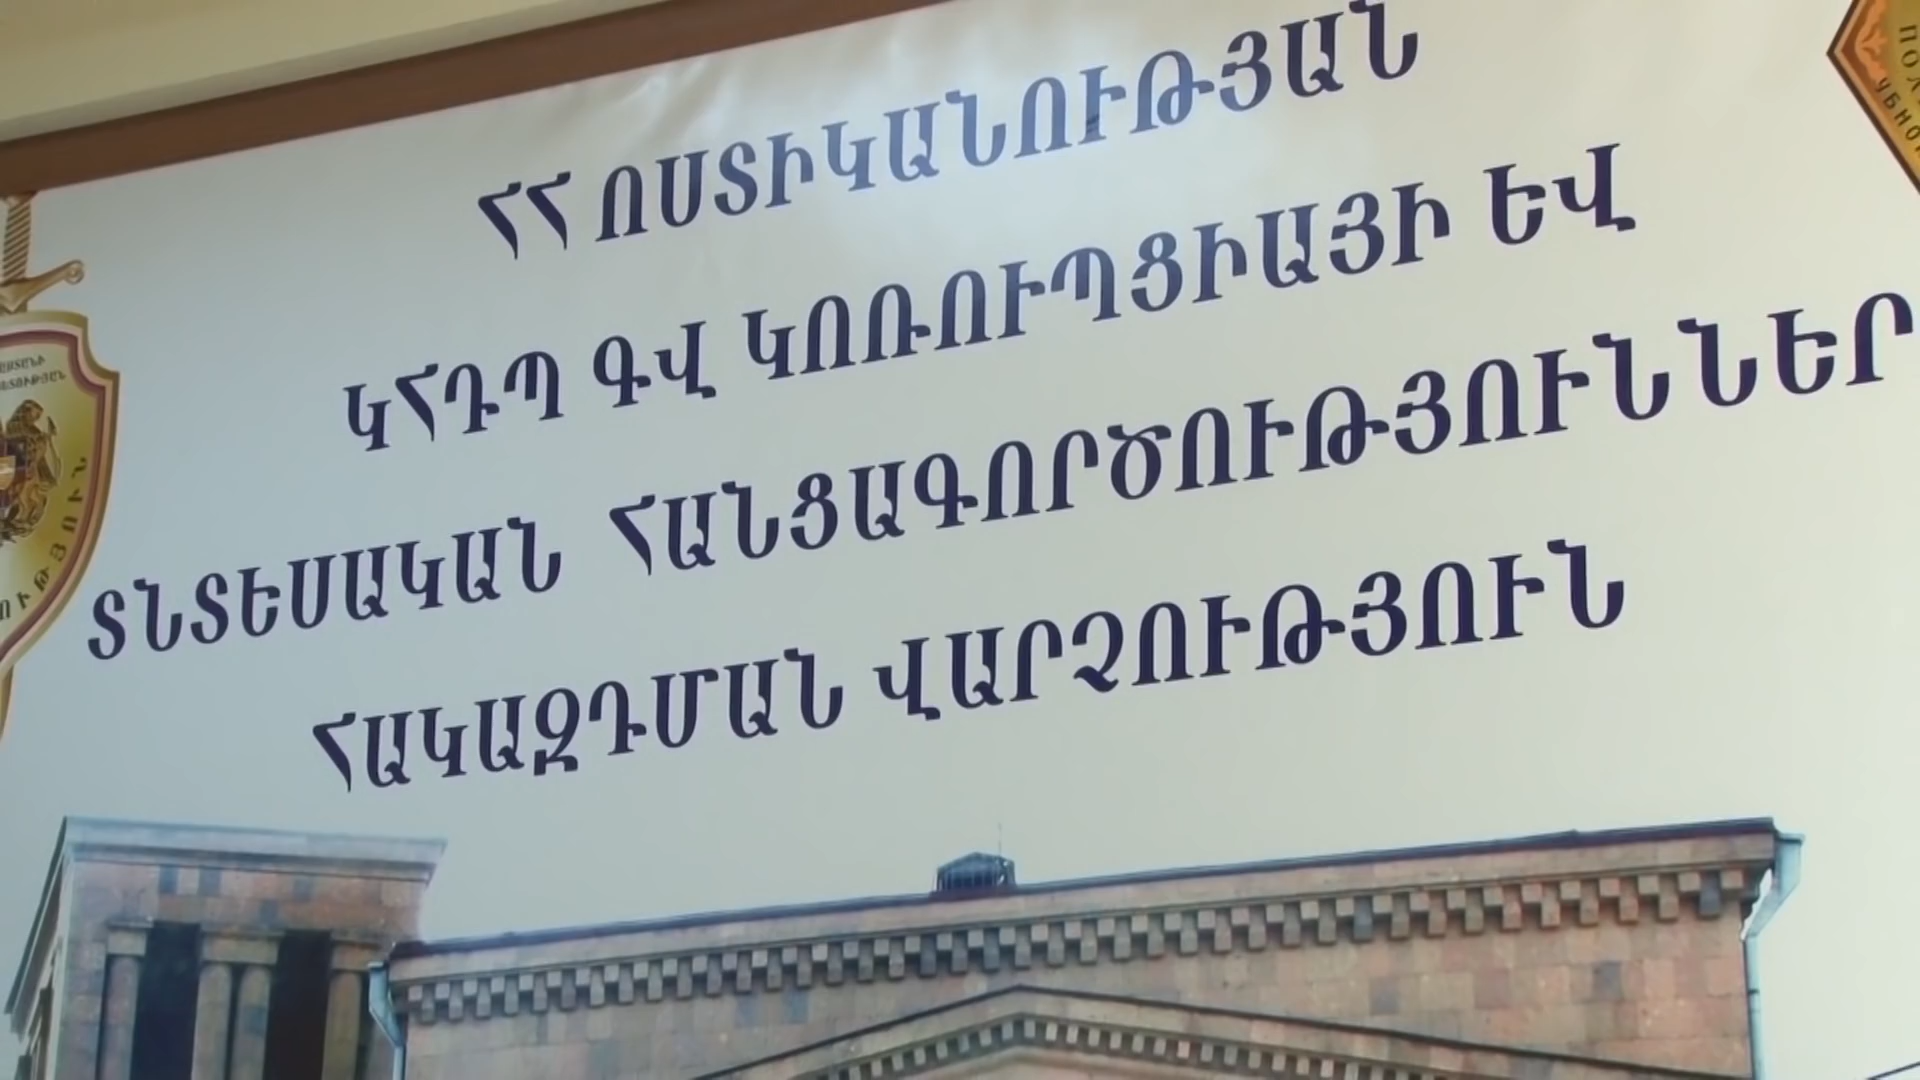 ՀՀ ՈՍՏԻԿԱՆՈՒԹՅԱՆ
ԿՀԴՊ ԳՎ ԿՈՌՈՒՊՑԻԱՅԻ ԵՎ
ՏՆՏԵՍԱԿԱՆ ՀԱՆՑԱԳՈՐԾՈՒԹՅՈՒՆՆԵՐ
ՀԱԿԱԶԴՄԱՆ ՎԱՐՉՈՒԹՅՈՒՆ